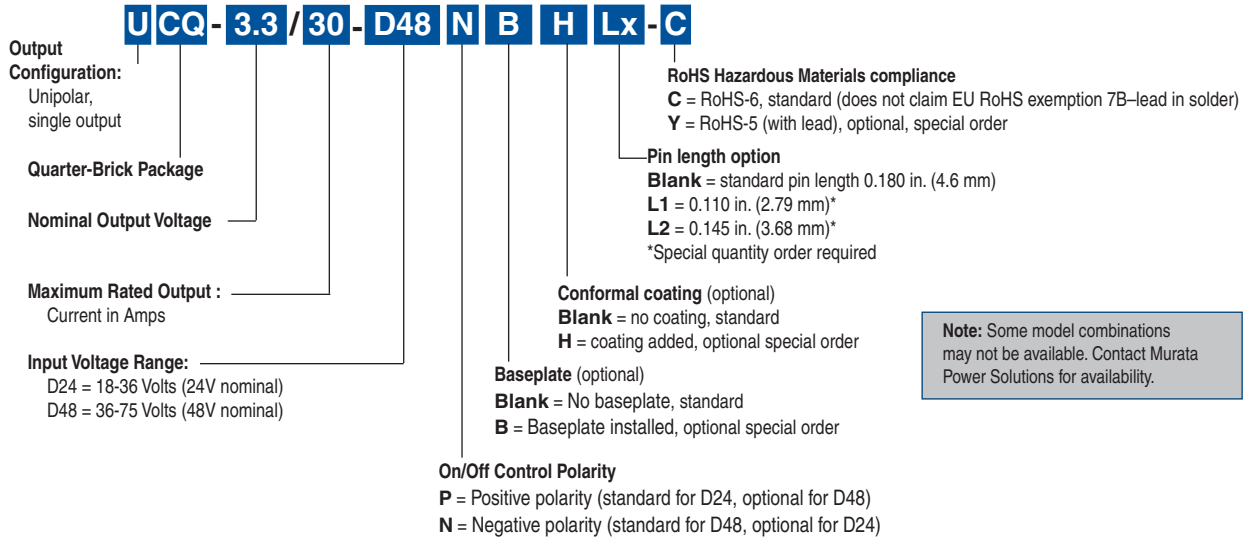 U CQ - 3.3 / 30 - D48 N B H Lx - C
Output
Configuration:
Unipolar,
single output
Quarter-Brick Package
Nominal Output Voltage
Maximum Rated Output :
Current in Amps
Input Voltage Range:
D24 = 18-36 Volts (24V nominal)
D48 = 36-75 Volts (48V nominal)
RoHS Hazardous Materials compliance
C = RoHS-6, standard (does not claim EU RoHS exemption 7B–lead in solder)
Y = RoHS-5 (with lead), optional, special order
Pin length option
Blank = standard pin length 0.180 in. (4.6 mm)
L1 = 0.110 in. (2.79 mm)*
L2 = 0.145 in. (3.68 mm)*
*Special quantity order required
Conformal coating (optional)
Blank = no coating, standard
H = coating added, optional special order
Baseplate (optional)
Blank = No baseplate, standard
B = Baseplate installed, optional special order
On/Off Control Polarity
P = Positive polarity (standard for D24, optional for D48)
N = Negative polarity (standard for D48, optional for D24)
Note: Some model combinations
may not be available. Contact Murata
Power Solutions for availability.